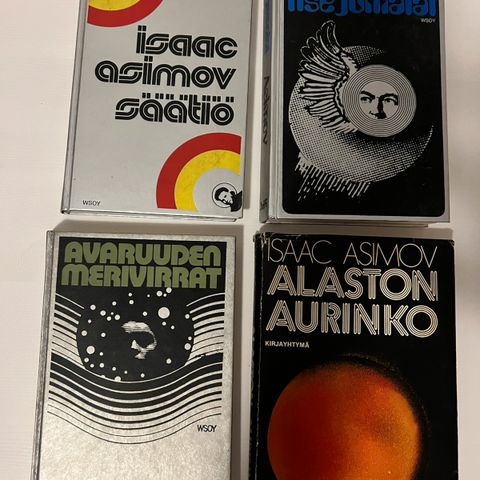 isaac
asimov
säätiö
WSOY
itse jumalat
WSOY
AVARUUDEN
MERIVIRRAT
WSOY
ISAAC ASIMOV
ALASTON
AURINKO
KIRJAYHTYMÄ